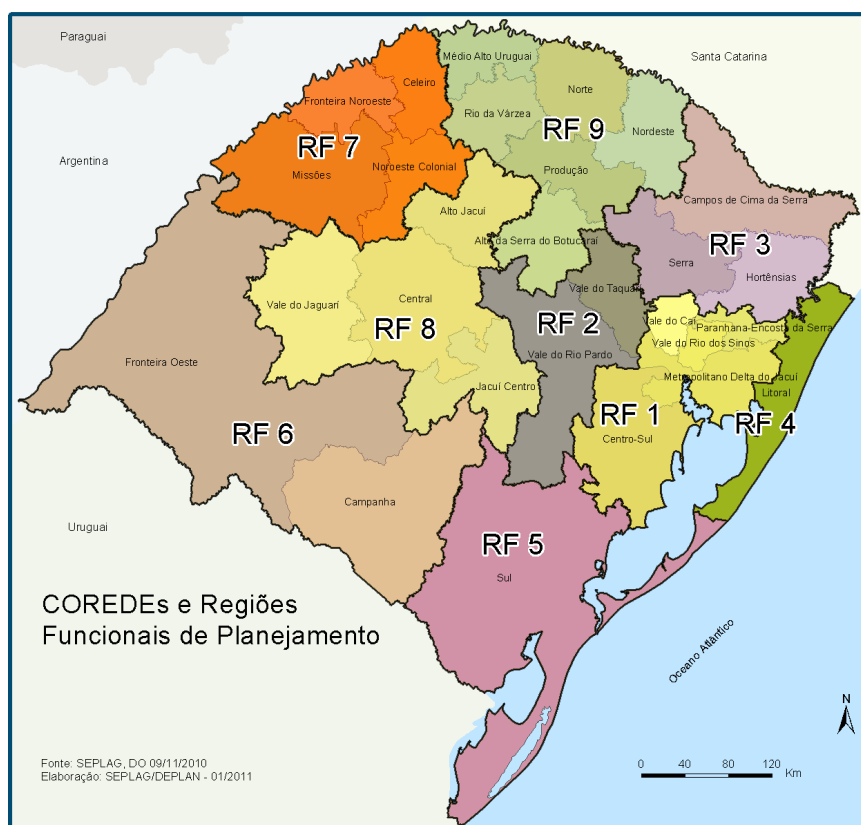 Paraguai
Santa Catarina
Argentina
Uruguai
Médio Alto Uruguai
Norte
Celeiro
Fronteira Noroeste
Rio da Várzea
Nordeste
RF 9
RF 7
Missões
Noroeste Colonial
Produção
Campos de Cima da Serra
Alto Jacuí
Alto da Serra do Botucaraí
RF 3
Serra
Hortênsias
Vale do Taquari
Vale do Jaguarí
Central
RF 8
RF 2
Vale do Caí
Paranhana-Encosta da Serra
Vale do Rio dos Sinos
Vale do Rio Pardo
Fronteira Oeste
Metropolitano Delta do Jacuí
Jacuí Centro
Litoral
RF 1
RF 4
RF 6
Centro-Sul
Campanha
RF 5
Sul
COREDEs e Regiões
Funcionais de Planejamento
Oceano Atlântico
N
Fonte: SEPLAG, DO 09/11/2010
Elaboração: SEPLAG/DEPLAN - 01/2011
0 40 80 120
Km